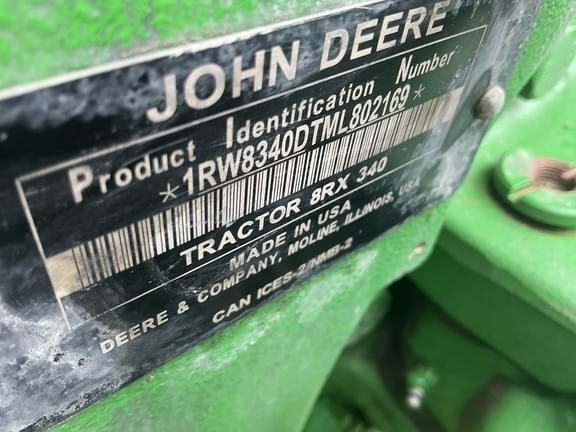 JOHN DEERE
Product Identification Number
*1RW8340DTML802169*
TRACTOR 8RX 340
MADE IN USA
DEERE & COMPANY, MOLINE, ILLINOIS, USA
CAN ICES-2/NMB-2